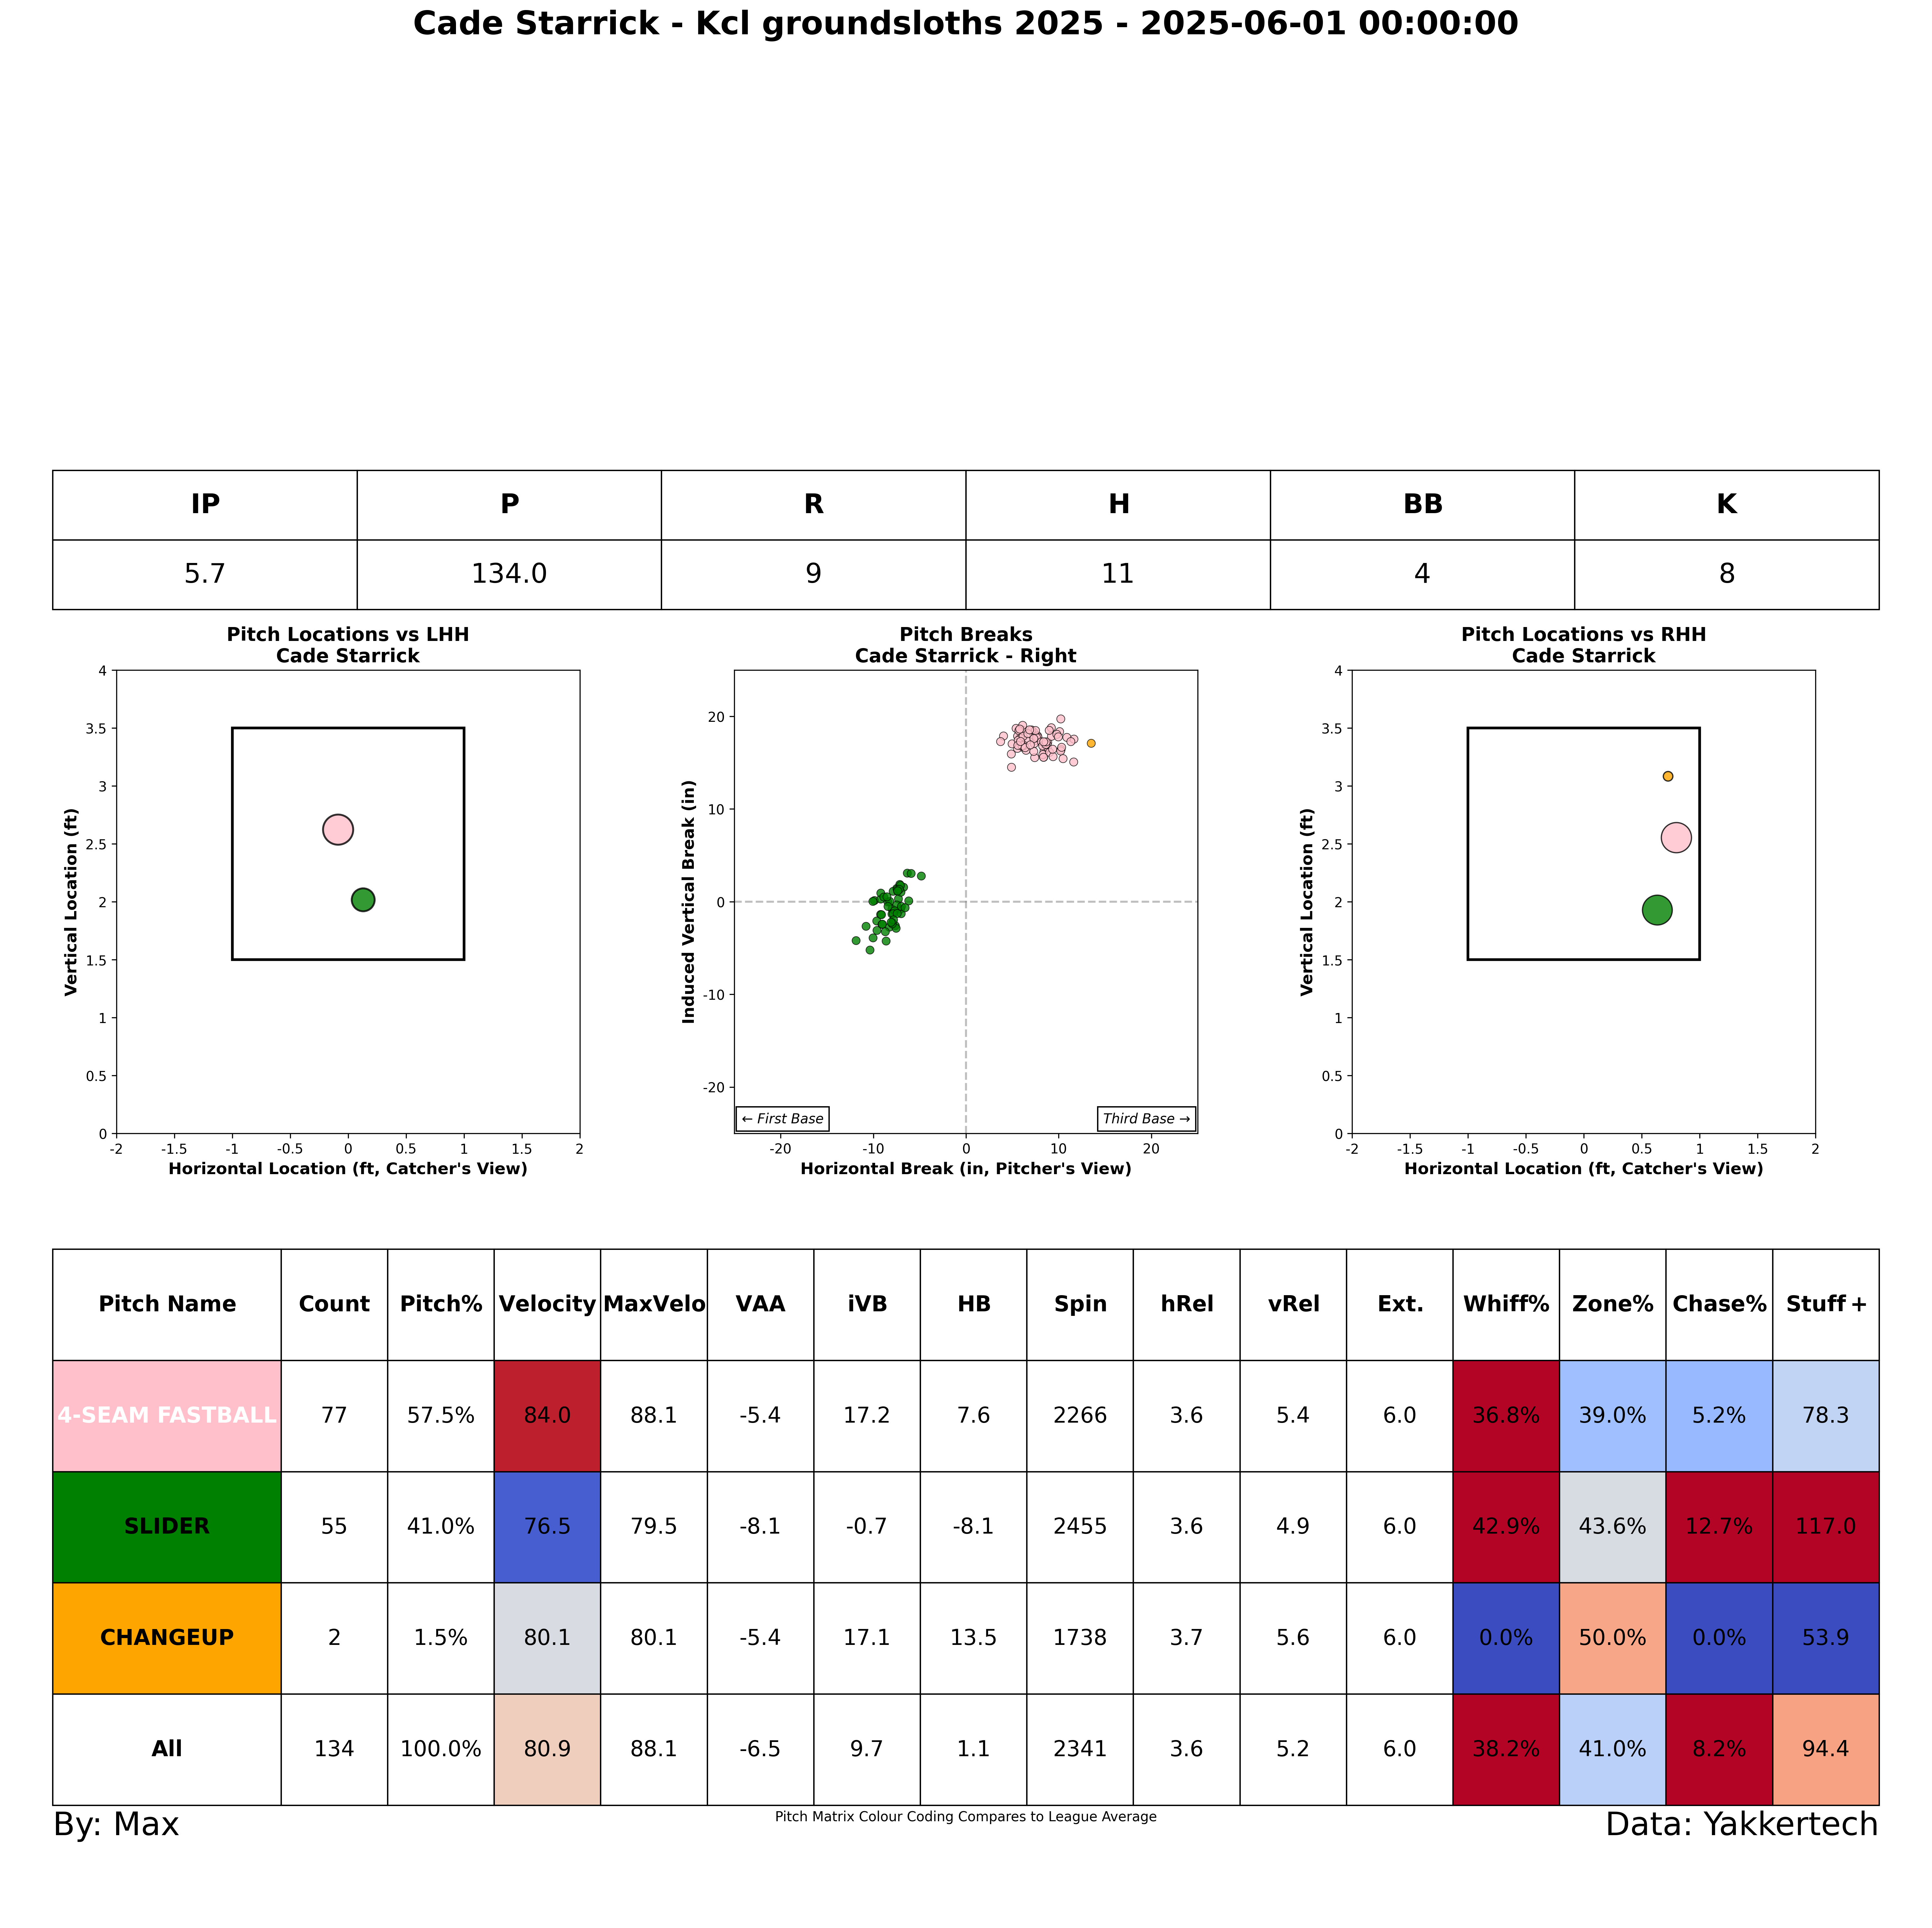 Cade Starrick - Kcl groundsloths 2025 - 2025-06-01 00:00:00
IP P R H BB K
5.7 134.0 9 11 4 8
Pitch Locations vs LHH
Cade Starrick
4
3.5
3
2.5
2
1.5
1
0.5
0
-2 -1.5 -1 -0.5 0 0.5 1 1.5 2
Vertical Location (ft)
Horizontal Location (ft, Catcher's View)
Pitch Breaks
Cade Starrick - Right
20
10
0
-10
-20
← First Base Third Base →
-20 -10 0 10 20
Induced Vertical Break (in)
Horizontal Break (in, Pitcher's View)
Pitch Locations vs RHH
Cade Starrick
4
3.5
3
2.5
2
1.5
1
0.5
0
-2 -1.5 -1 -0.5 0 0.5 1 1.5 2
Vertical Location (ft)
Horizontal Location (ft, Catcher's View)
Pitch Name Count Pitch% Velocity MaxVelo VAA iVB HB Spin hRel vRel Ext. Whiff% Zone% Chase% Stuff+
4-SEAM FASTBALL 77 57.5% 84.0 88.1 -5.4 17.2 7.6 2266 3.6 5.4 6.0 36.8% 39.0% 5.2% 78.3
SLIDER 55 41.0% 76.5 79.5 -8.1 -0.7 -8.1 2455 3.6 4.9 6.0 42.9% 43.6% 12.7% 117.0
CHANGEUP 2 1.5% 80.1 80.1 -5.4 17.1 13.5 1738 3.7 5.6 6.0 0.0% 50.0% 0.0% 53.9
All 134 100.0% 80.9 88.1 -6.5 9.7 1.1 2341 3.6 5.2 6.0 38.2% 41.0% 8.2% 94.4
By: Max
Pitch Matrix Colour Coding Compares to League Average
Data: Yakkertech